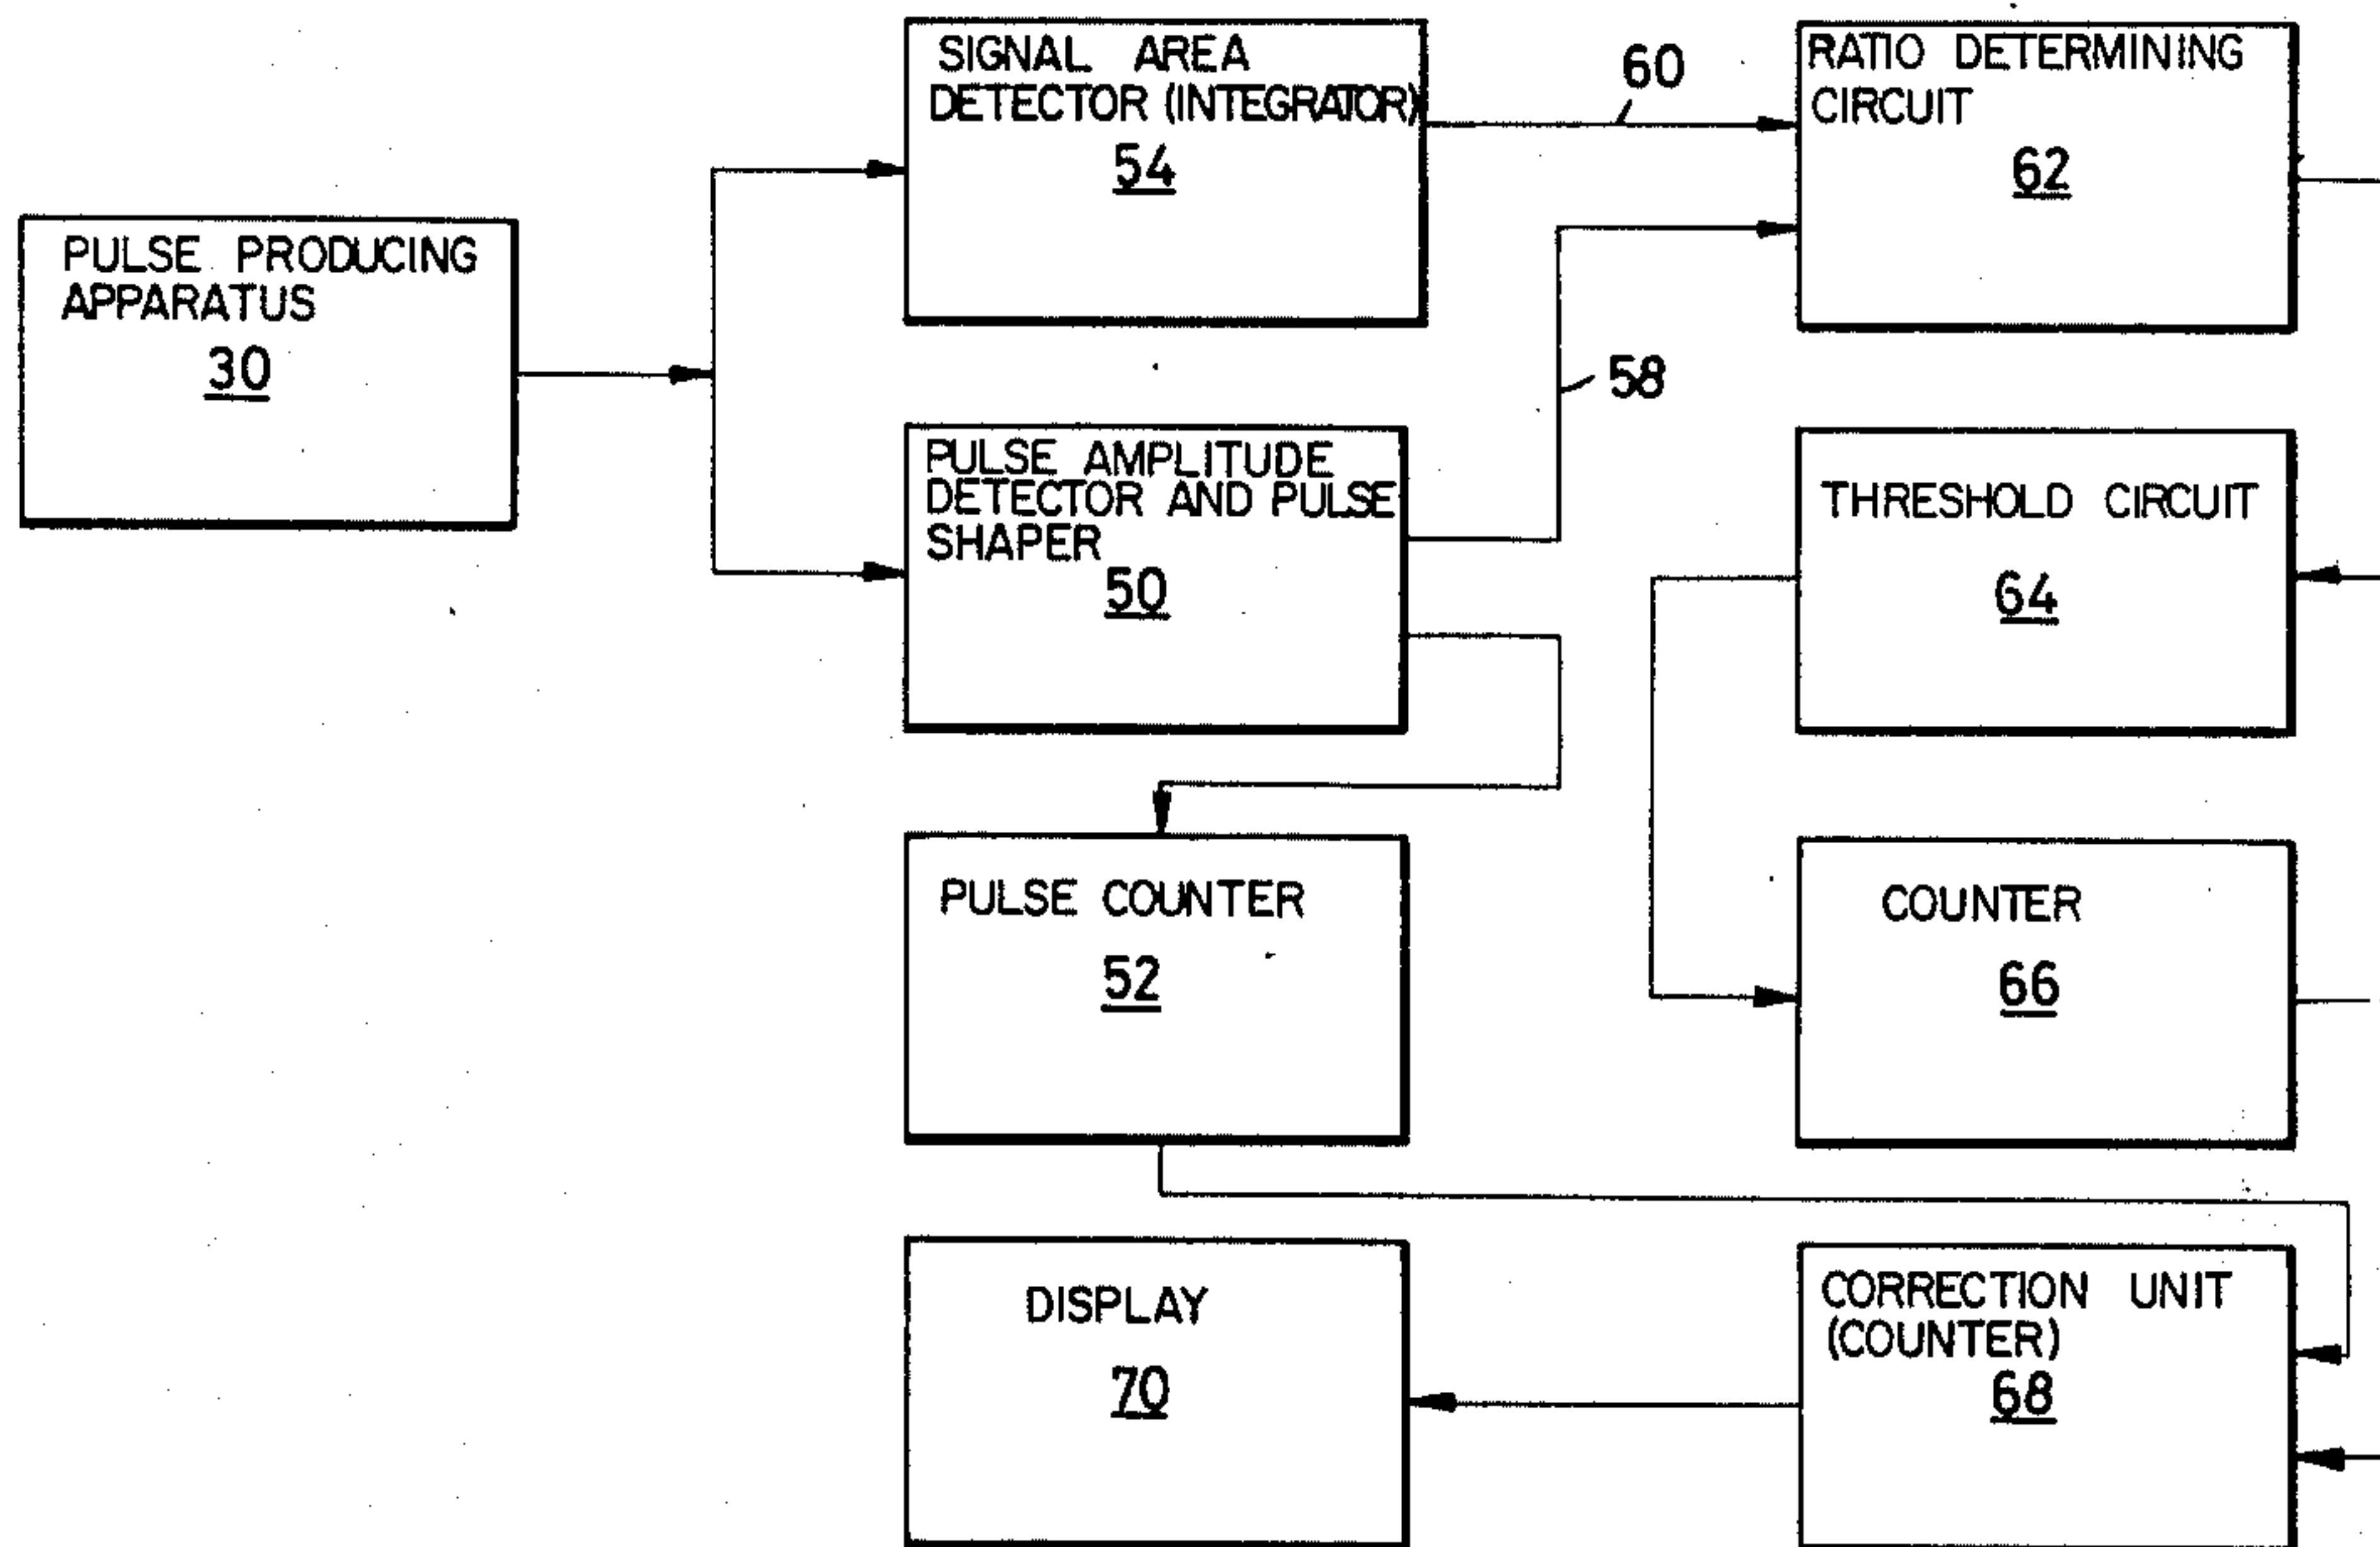 SIGNAL AREA
DETECTOR (INTEGRATOR)
54
60
RATIO DETERMINING
CIRCUIT
62
PULSE PRODUCING
APPARATUS
30
58
PULSE AMPLITUDE
DETECTOR AND PULSE
SHAPER
50
THRESHOLD CIRCUIT
64
PULSE COUNTER
52
COUNTER
66
DISPLAY
70
CORRECTION UNIT
(COUNTER)
68